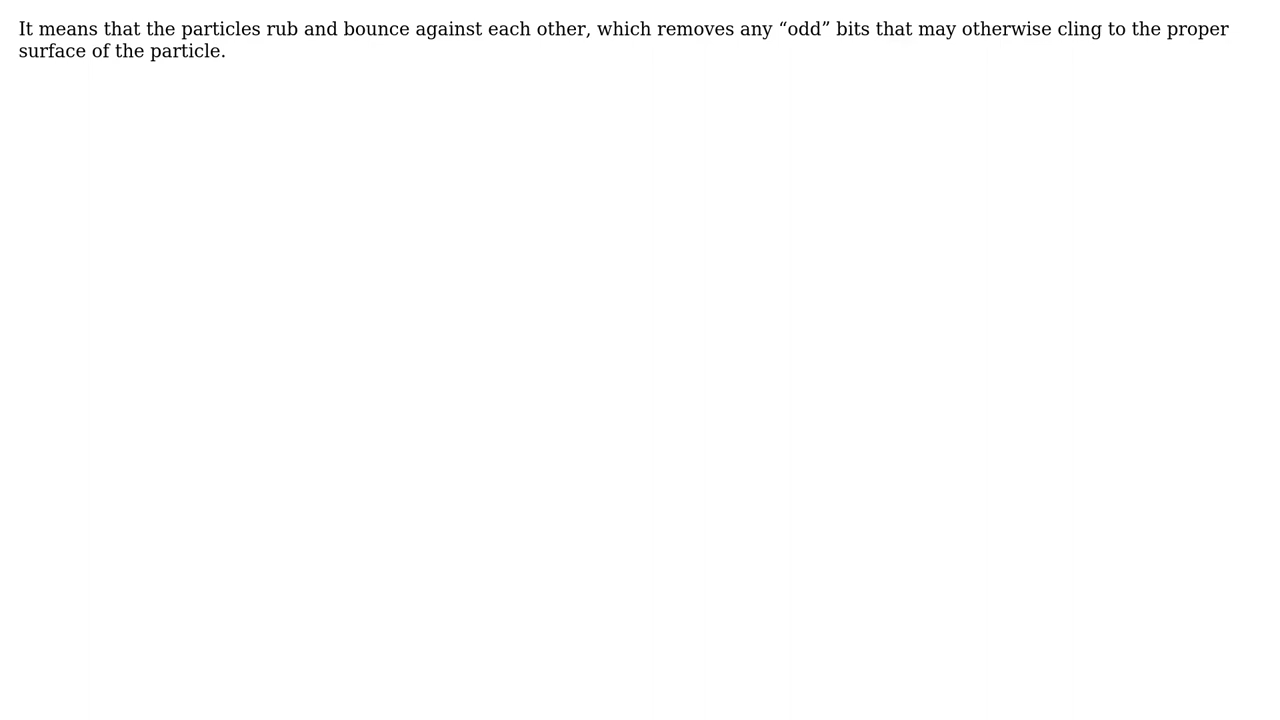 It means that the particles rub and bounce against each other, which removes any “odd” bits that may otherwise cling to the proper
surface of the particle.